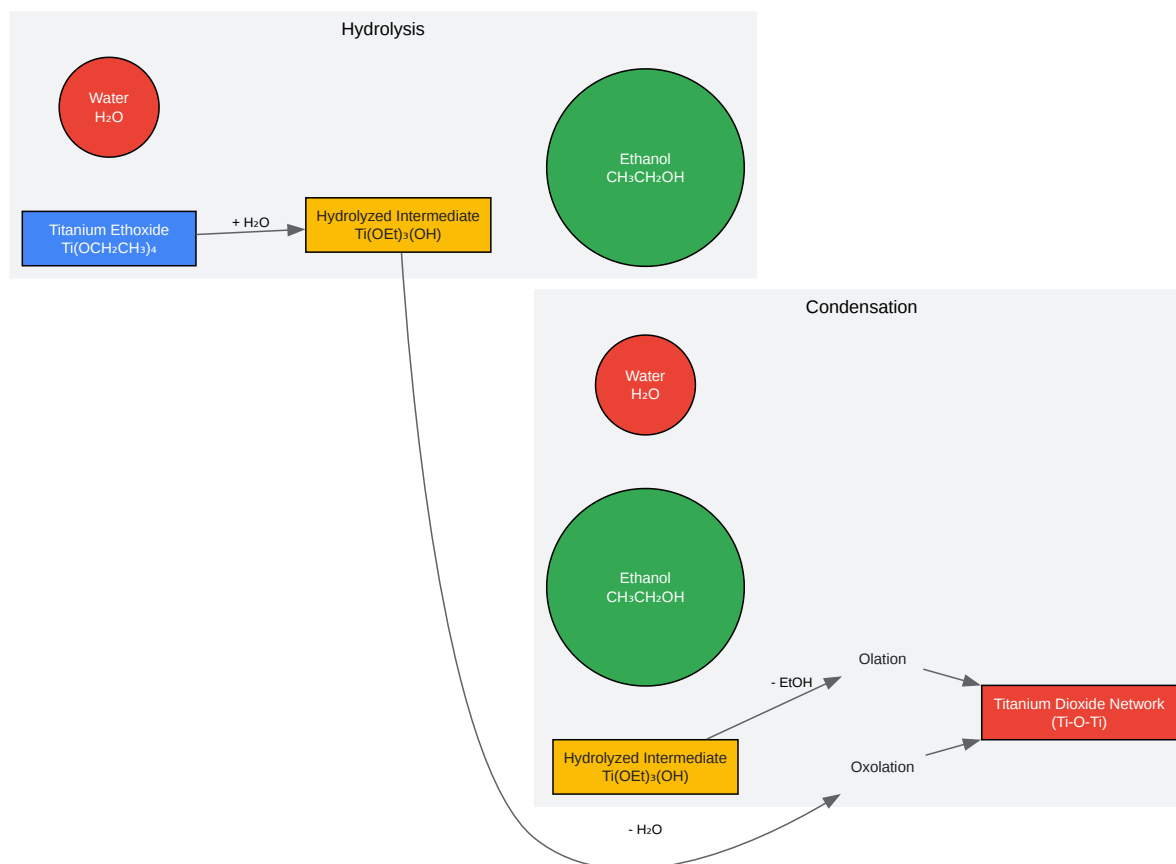 Hydrolysis
Water
H₂O
Ethanol
CH₃CH₂OH
Titanium Ethoxide
Ti(OCH₂CH₃)₄
+ H₂O
Hydrolyzed Intermediate
Ti(OEt)₃(OH)
Condensation
Water
H₂O
Ethanol
CH₃CH₂OH
Olation
- EtOH
Titanium Dioxide Network
(Ti-O-Ti)
Hydrolyzed Intermediate
Ti(OEt)₃(OH)
Oxolation
- H₂O